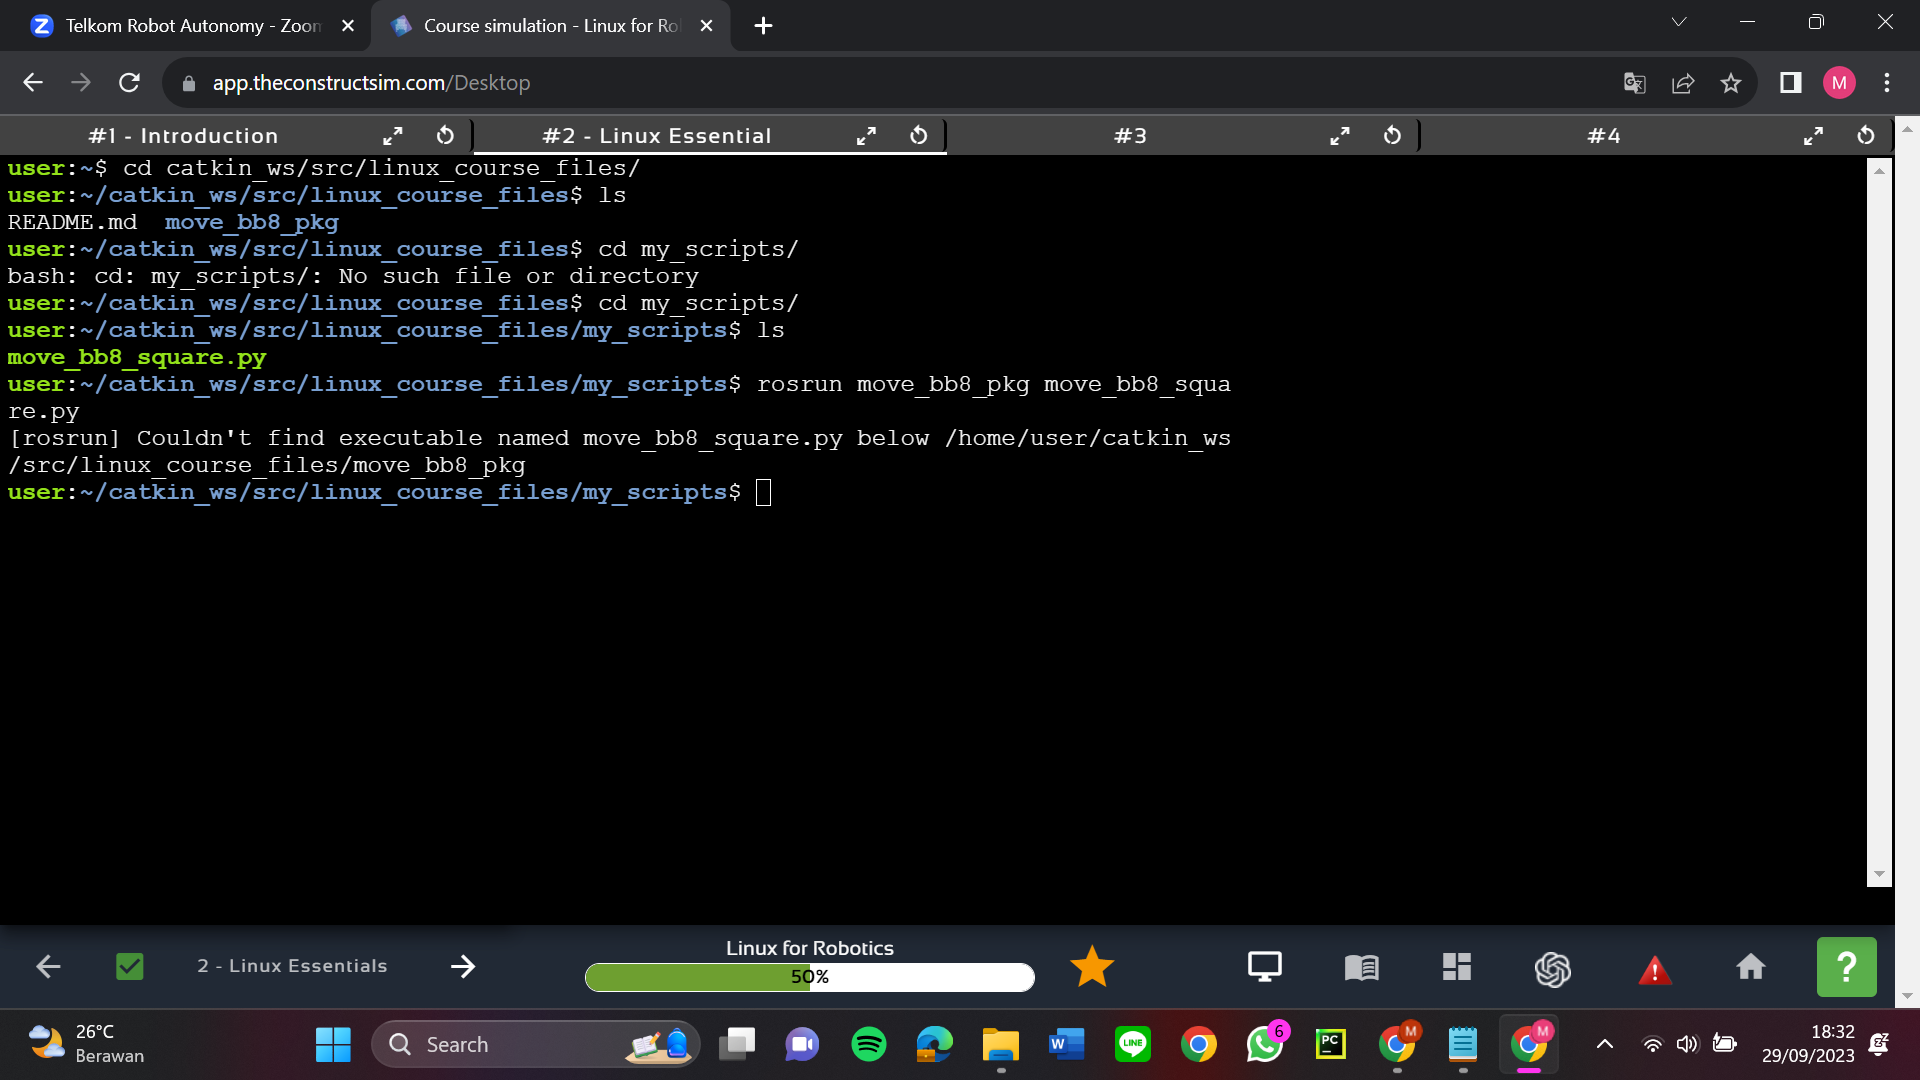 Telkom Robot Autonomy - Zoom
Course simulation - Linux for Ro
app.theconstructsim.com/Desktop
M
#1 - Introduction
#2 - Linux Essential
#3
#4
user:~$ cd catkin_ws/src/linux_course_files/
user:~/catkin_ws/src/linux_course_files$ ls
README.md  move_bb8_pkg
user:~/catkin_ws/src/linux_course_files$ cd my_scripts/
bash: cd: my_scripts/: No such file or directory
user:~/catkin_ws/src/linux_course_files$ cd my_scripts/
user:~/catkin_ws/src/linux_course_files/my_scripts$ ls
move_bb8_square.py
user:~/catkin_ws/src/linux_course_files/my_scripts$ rosrun move_bb8_pkg move_bb8_squa
re.py
[rosrun] Couldn't find executable named move_bb8_square.py below /home/user/catkin_ws
/src/linux_course_files/move_bb8_pkg
user:~/catkin_ws/src/linux_course_files/my_scripts$
2 - Linux Essentials
Linux for Robotics
50%
?
26°C
Berawan
Search
W
LINE
6
PC
M
M
18:32
29/09/2023